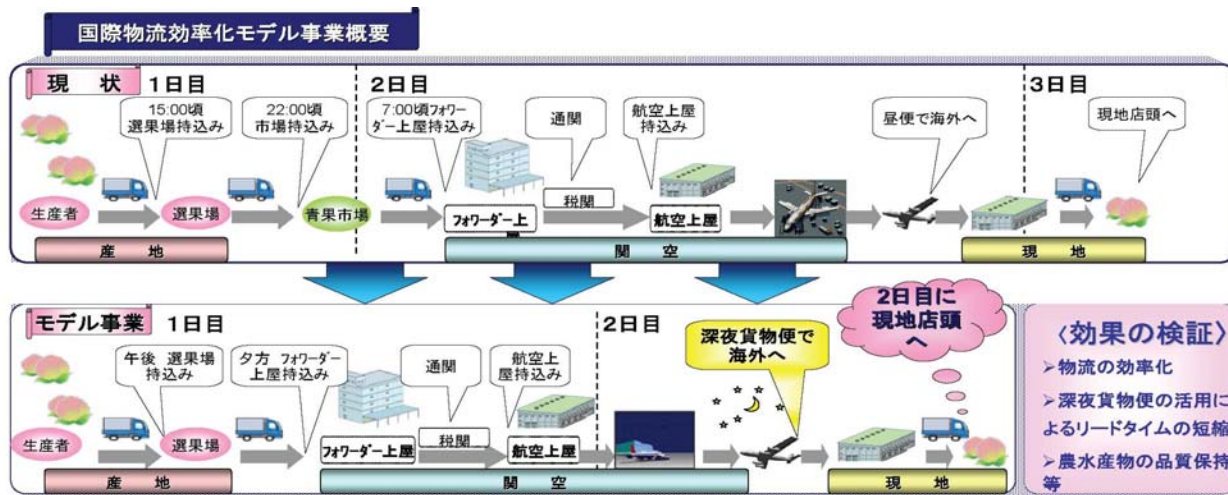 国際物流効率化モデル事業概要
現 状
1日目
2日目
3日目
15:00頃
選果場持込み
22:00頃
市場持込み
7:00頃フォワー
ダー上屋持込み
通関
航空上屋
持込み
昼便で海外へ
現地店頭へ
生産者
選果場
青果市場
フォワーダー上
税関
航空上屋
産 地
関 空
現 地
モデル事業
1日目
2日目
2日目に
現地店頭
へ
午後 選果場
持込み
夕方 フォワーダー
上屋持込み
通関
航空上
屋持込み
深夜貨物便で
海外へ
生産者
選果場
フォワーダー上屋
税関
航空上屋
産 地
関 空
現 地
〈効果の検証〉
➢物流の効率化
➢深夜貨物便の活用に
よるリードタイムの短縮
➢農水産物の品質保持
等